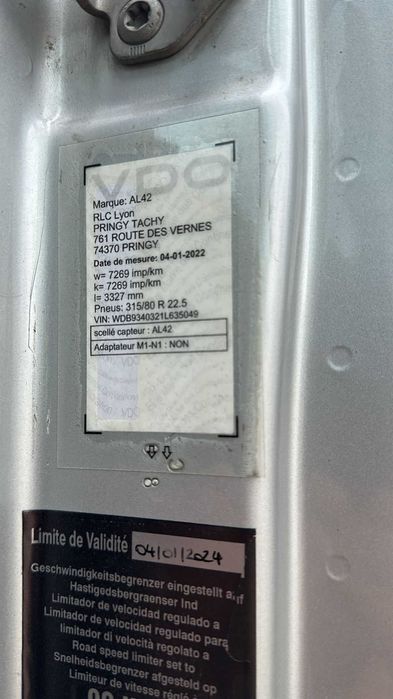 VDO
Marque: AL42
RLC Lyon
PRINGY TACHY
761 ROUTE DES VERNES
74370 PRINGY
Date de mesure: 04-01-2022
w= 7269 imp/km
k= 7269 imp/km
l= 3327 mm
Pneus: 315/80 R 22.5
VIN: WDB9340321L635049
scellé capteur : AL42
Adaptateur M1-N1 : NON
Limite de Validité 04/01/2024
Geschwindigkeitsbegrenzer eingestellt auf
Hastigedsbergraenser Ind
Limitador de velocidad regulado a
Limitador de velocidad regulado para
limitador di velocità regolato a
Road speed limiter set to
Snelheidsbegrenzer afgesteld op
Limiteur de vitesse réglé à